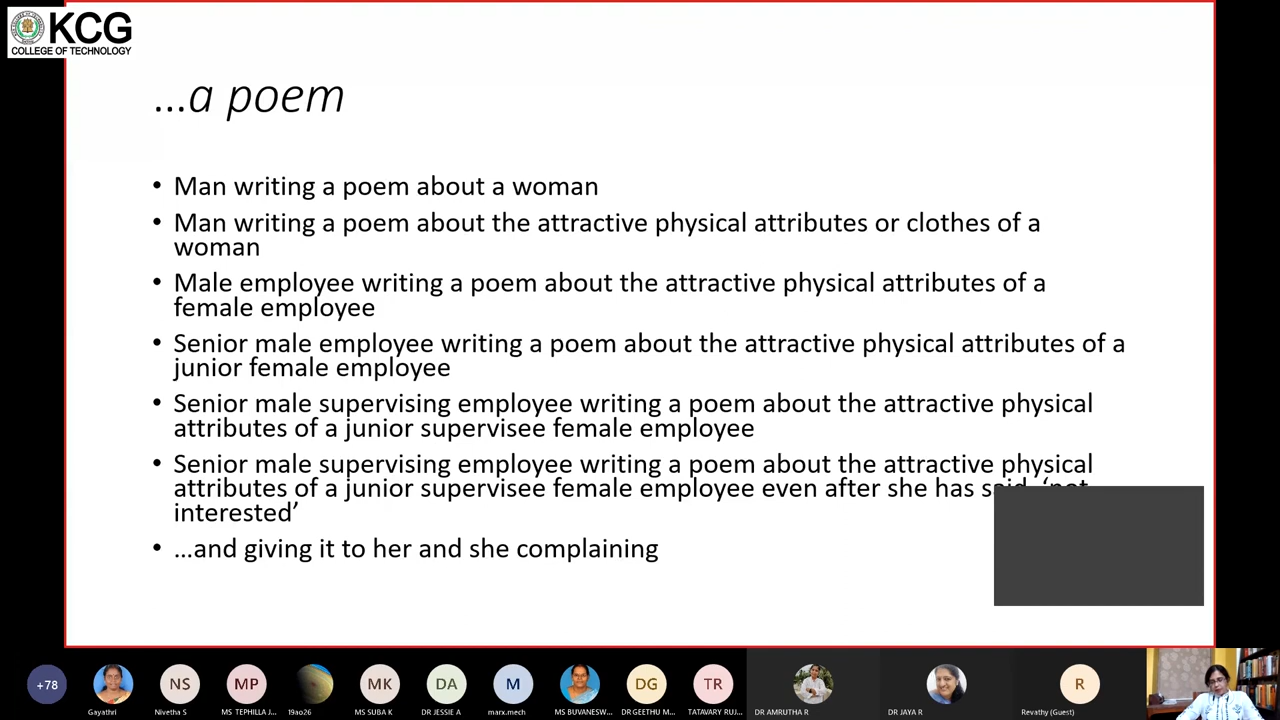 KCG
COLLEGE OF TECHNOLOGY
...a poem
• Man writing a poem about a woman
• Man writing a poem about the attractive physical attributes or clothes of a
woman
• Male employee writing a poem about the attractive physical attributes of a
female employee
• Senior male employee writing a poem about the attractive physical attributes of a
junior female employee
• Senior male supervising employee writing a poem about the attractive physical
attributes of a junior supervisee female employee
• Senior male supervising employee writing a poem about the attractive physical
attributes of a junior supervisee female employee even after she has said, ‘not
interested’
• ...and giving it to her and she complaining
+78
NS
MP
MK
DA
M
DG
TR
R
Gayathri
Nivetha S
MS TEPHILLA J...
19ao26
MS SUBA K
DR JESSIE A
marx.mech
MS BUVANESW...
DR GEETHU M...
TATAVARY RUJ...
DR AMRUTHA R
DR JAYA R
Revathy (Guest)